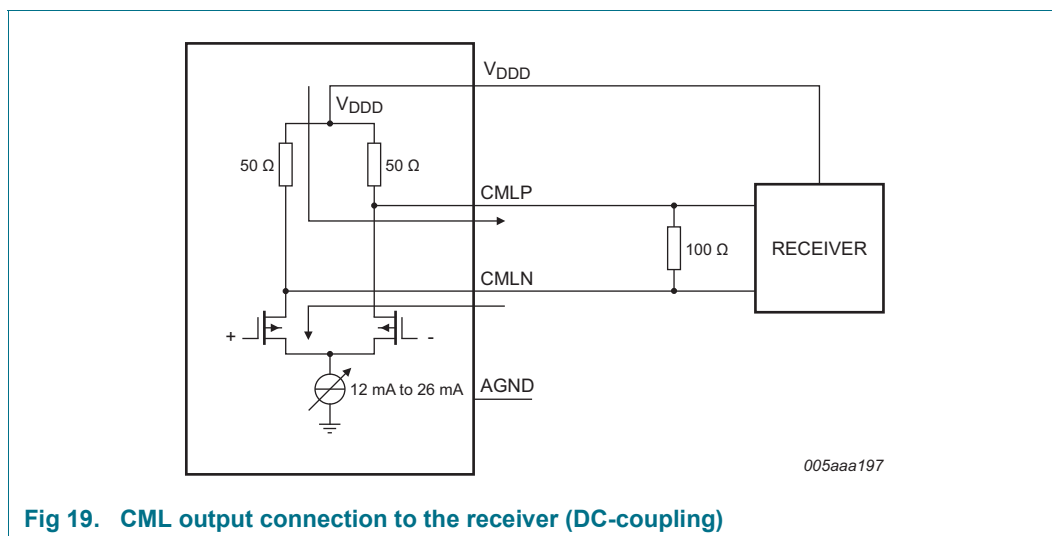 VDDD
VDDD
50 Ω
50 Ω
CMLP
100 Ω
RECEIVER
CMLN
+
-
12 mA to 26 mA
AGND
005aaa197
Fig 19. CML output connection to the receiver (DC-coupling)